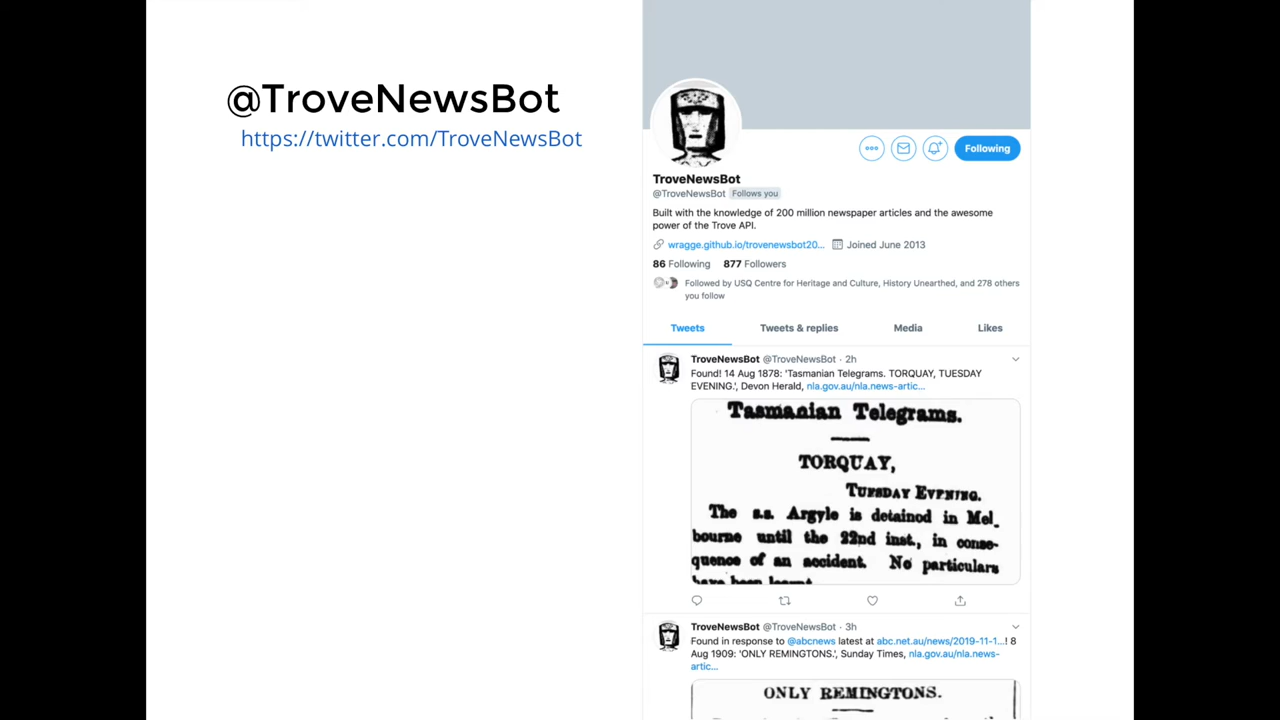 @TroveNewsBot
https://twitter.com/TroveNewsBot
Following
TroveNewsBot
@TroveNewsBot Follows you
Built with the knowledge of 200 million newspaper articles and the awesome
power of the Trove API.
wragge.github.io/trovenewsbot20... Joined June 2013
86 Following 877 Followers
Followed by USQ Centre for Heritage and Culture, History Unearthed, and 278 others
you follow
Tweets Tweets & replies Media Likes
TroveNewsBot @TroveNewsBot · 2h
Found! 14 Aug 1878: 'Tasmanian Telegrams. TORQUAY, TUESDAY
EVENING.', Devon Herald, nla.gov.au/nla.news-artic...
Tasmanian Telegrams.
TORQUAY,
TUESDAY EVENING.
The s.s. Argyle is detained in Mel-
bourne until the 22nd inst., in conse-
quence of an accident. No particulars
have been learnt
TroveNewsBot @TroveNewsBot · 3h
Found in response to @abcnews latest at abc.net.au/news/2019-11-1...! 8
Aug 1909: 'ONLY REMINGTONS.', Sunday Times, nla.gov.au/nla.news-
artic...
ONLY REMINGTONS.